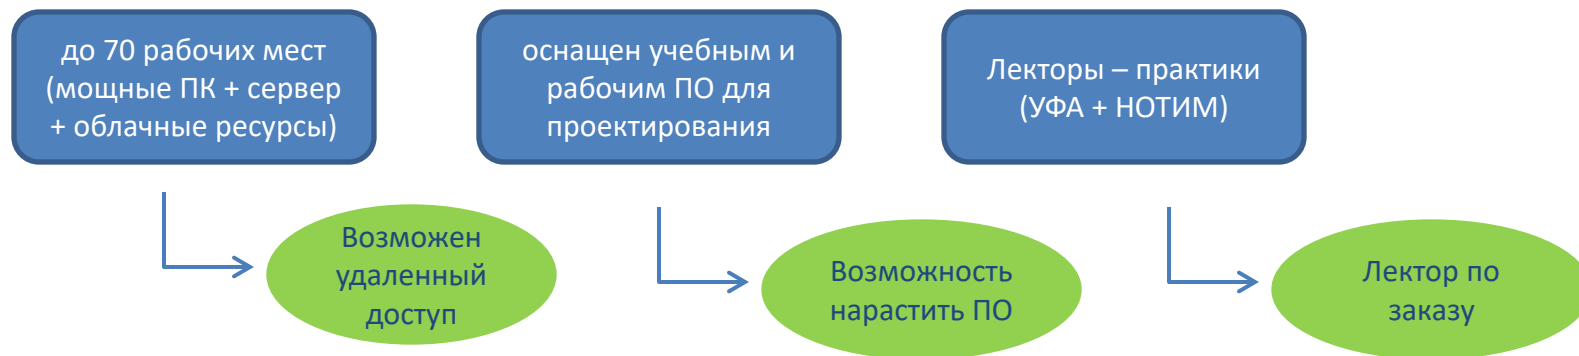 до 70 рабочих мест
(мощные ПК + сервер
+ облачные ресурсы)
оснащен учебным и
рабочим ПО для
проектирования
Лекторы – практики
(УФА + НОТИМ)
Возможен
удаленный
доступ
Возможность
нарастить ПО
Лектор по
заказу